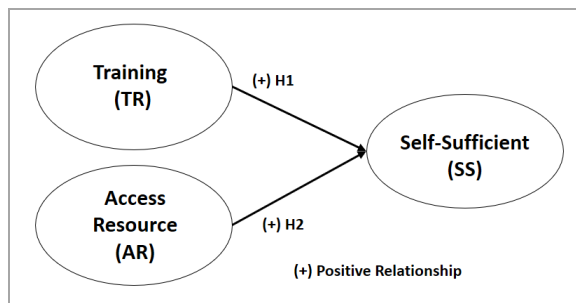 Training
(TR)
(+) H1
Self-Sufficient
(SS)
Access
Resource
(AR)
(+) H2
(+) Positive Relationship